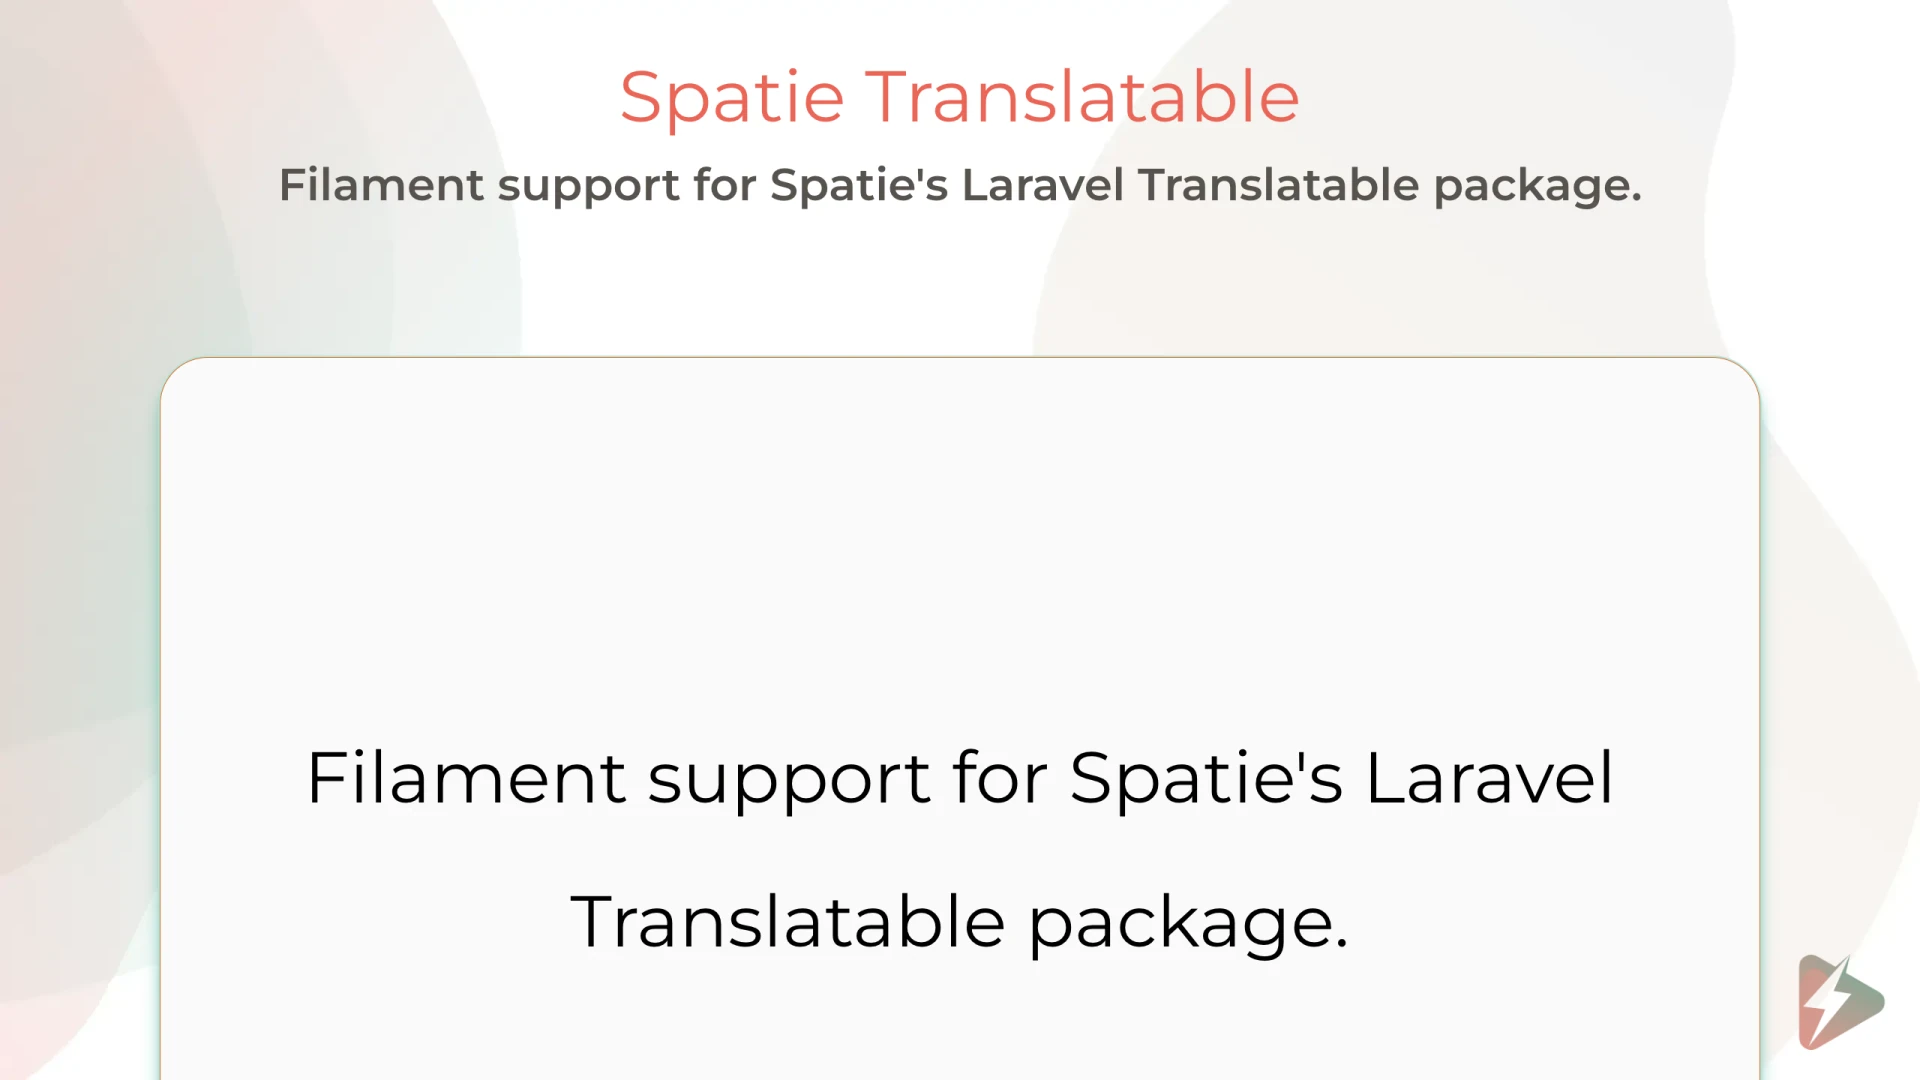 Spatie Translatable
Filament support for Spatie's Laravel Translatable package.
Filament support for Spatie's Laravel
Translatable package.